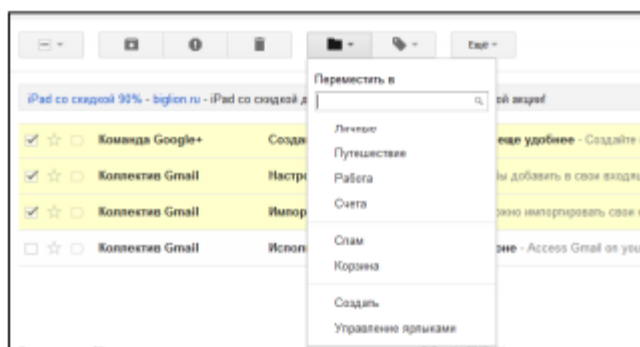 Ещё
Переместить в
iPad со скидкой 90% - biglion.ru - iPad со скидкой д
ой акции!
Личные
Команда Google+ Созда еще удобнее - Создайте
Путешествие
Коллектив Gmail Настро ы добавить в свои входящ
Работа
Коллектив Gmail Импор жно импортировать свои
Счета
Коллектив Gmail Испол оне - Access Gmail on you
Спам
Корзина
Создать
Управление ярлыками